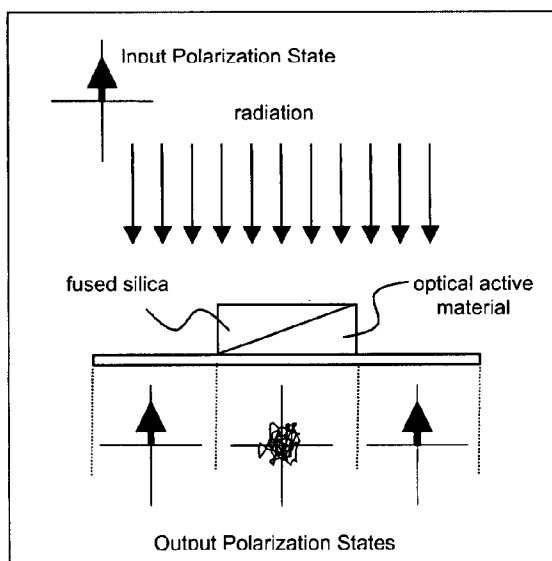 Input Polarization State
radiation
fused silica
optical active
material
Output Polarization States